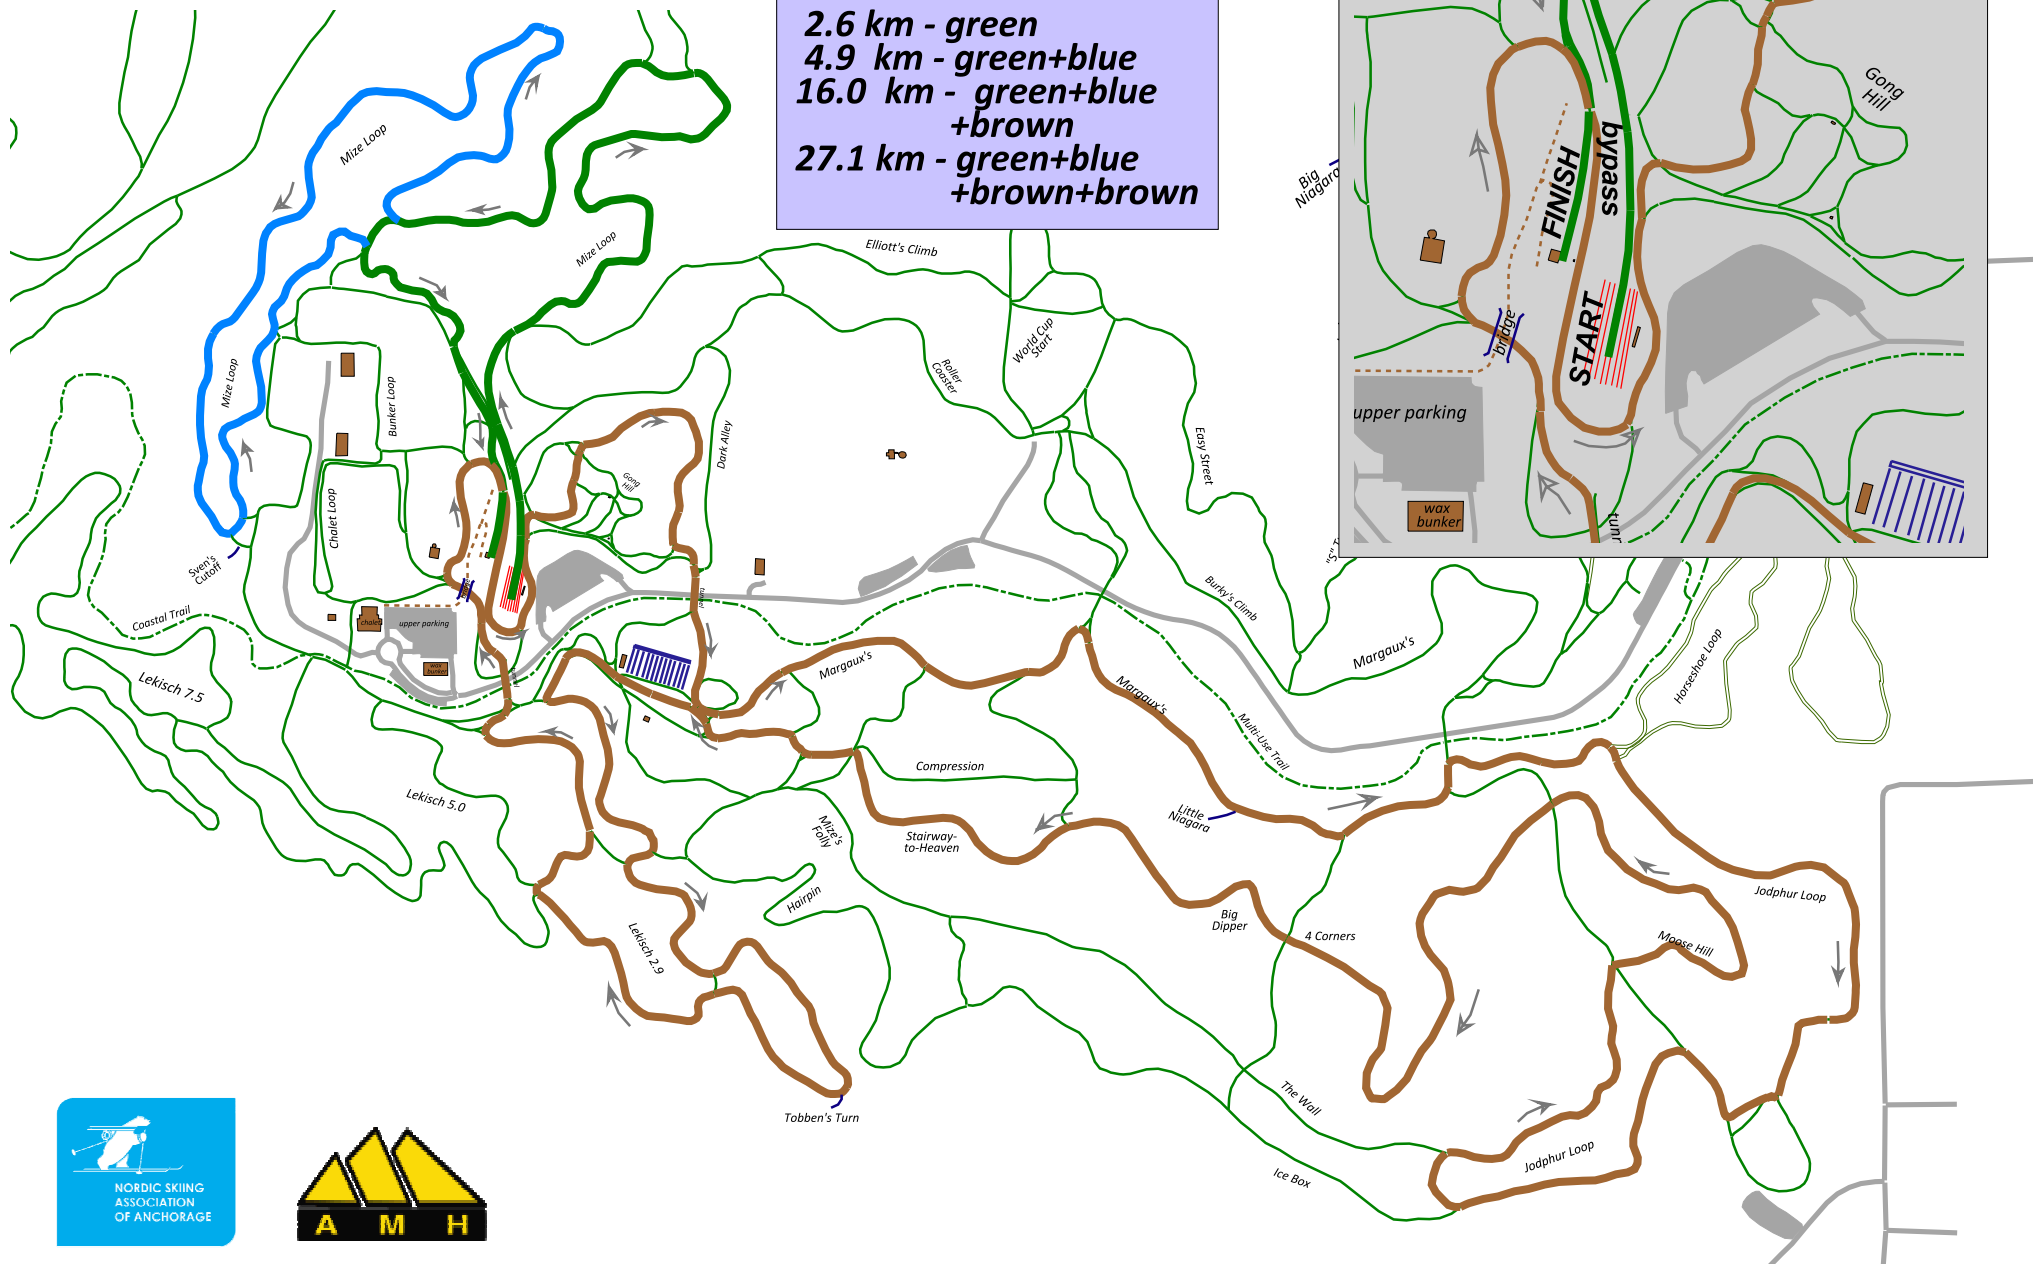 2.6 km - green
4.9 km - green+blue
16.0 km - green+blue
+brown
27.1 km - green+blue
+brown+brown
Mize Loop
Mize Loop
Mize Loop
Elliott's Climb
World Cup
Start
Roller
Coaster
Bunker Loop
Dark Alley
Easy Street
Gong
Hill
Chalet Loop
Sven's
Cutoff
Coastal Trail
chalet
upper parking
wax
bunker
Burky's Climb
Margaux's
Margaux's
Margaux's
Multi-Use Trail
Horseshoe Loop
Lekisch 7.5
Lekisch 5.0
Compression
Little
Niagara
Mize's
Folly
Stairway-
to-Heaven
Hairpin
Big
Dipper
4 Corners
Jodphur Loop
Moose Hill
Lekisch 2.9
Tobben's Turn
The Wall
Ice Box
Jodphur Loop
Big
Niagara
Gong
Hill
bypass
FINISH
START
bridge
upper parking
wax
bunker
NORDIC SKIING
ASSOCIATION
OF ANCHORAGE
A M H